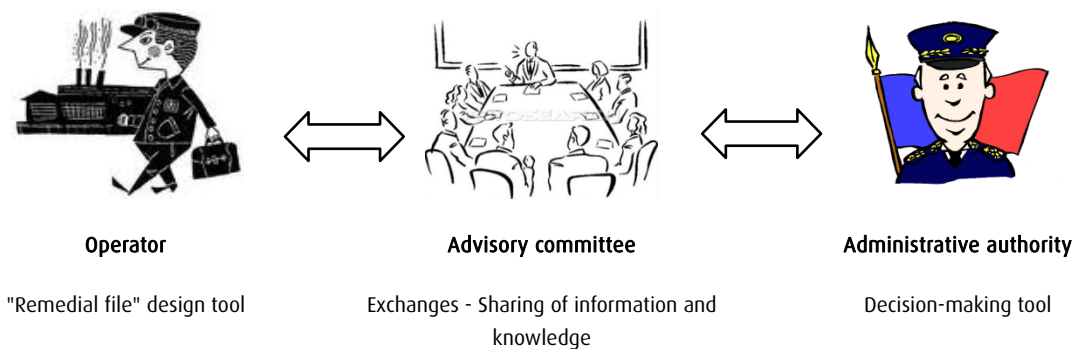 Operator
Advisory committee
Administrative authority
"Remedial file" design tool
Exchanges - Sharing of information and
knowledge
Decision-making tool